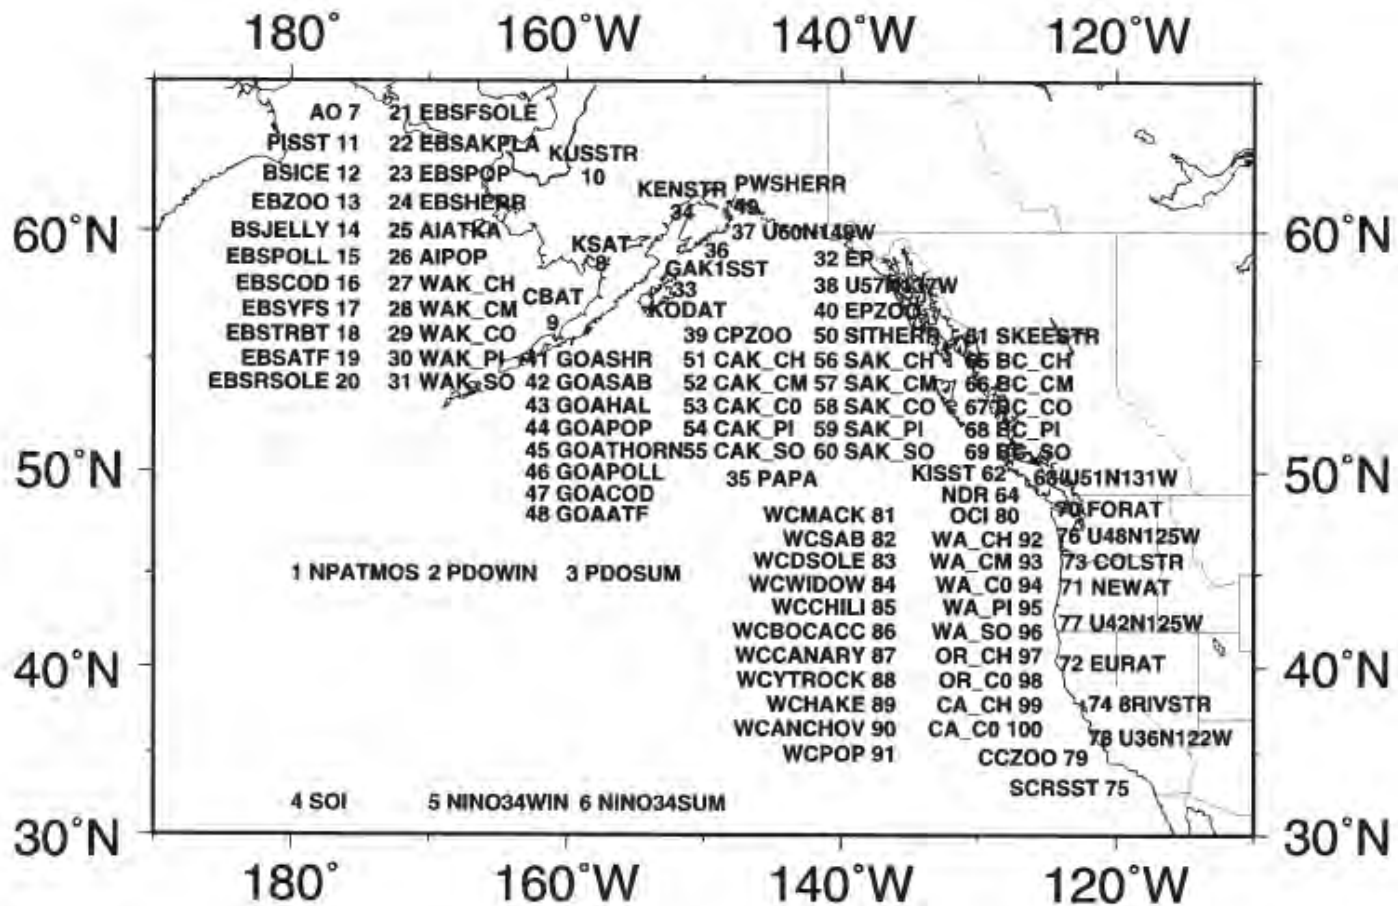 180°
160°W
140°W
120°W
AO 7 21 EBSFSOLE
PISST 11 22 EBSAKPLA
KUSSTR
BSICE 12 23 EBSPOP
10
KENSTR PWSHERR
EBZOO 13 24 EBSHERR
34
60°N
BSJELLY 14 25 AIATKA
37 U60N149W
60°N
KSAT
36
8
EBSPOLL 15 26 AIPOP
32 EP
GAK1SST
EBSCOD 16 27 WAK_CH
33
38 U57N137W
CBAT
EBSYFS 17 28 WAK_CM
KODAT
40 EPZOO
9
EBSTRBT 18 29 WAK_CO
39 CPZOO 50 SITHERR 61 SKEESTR
EBSATF 19 30 WAK_PI 41 GOASHR 51 CAK_CH 56 SAK_CH 65 BC_CH
EBSRSOLE 20 31 WAK_SO 42 GOASAB 52 CAK_CM 57 SAK_CM 66 BC_CM
43 GOAHAL 53 CAK_C0 58 SAK_CO 67 BC_CO
44 GOAPOP 54 CAK_PI 59 SAK_PI 68 BC_PI
50°N
45 GOATHORN 55 CAK_SO 60 SAK_SO 69 BC_SO
50°N
46 GOAPOLL 35 PAPA KISST 62 63 U51N131W
47 GOACOD NDR 64
48 GOAATF WCMACK 81 OCI 80 70 FORAT
WCSAB 82 WA_CH 92 76 U48N125W
WCDSOLE 83 WA_CM 93 73 COLSTR
1 NPATMOS 2 PDOWIN 3 PDOSUM
WCWIDOW 84 WA_C0 94 71 NEWAT
WCCHILI 85 WA_PI 95
WCBOCACC 86 WA_SO 96 77 U42N125W
40°N
WCCANARY 87 OR_CH 97 72 EURAT
40°N
WCYTROCK 88 OR_C0 98
WCHAKE 89 CA_CH 99 74 8RIVSTR
WCANCHOV 90 CA_C0 100
78 U36N122W
WCPOP 91 CCZOO 79
SCRSST 75
4 SOI 5 NINO34WIN 6 NINO34SUM
30°N
30°N
180°
160°W
140°W
120°W